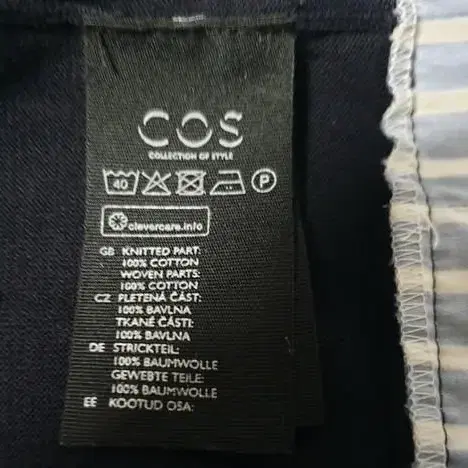 COS
COLLECTION OF STYLE
40 P
clevercare.info
GB KNITTED PART:
100% COTTON
WOVEN PARTS:
100% COTTON
CZ PLETENÁ ČÁST:
100% BAVLNA
TKANÉ ČÁSTI:
100% BAVLNA
DE STRICKTEIL:
100% BAUMWOLLE
GEWEBTE TEILE:
100% BAUMWOLLE
EE KOOTUD OSA: